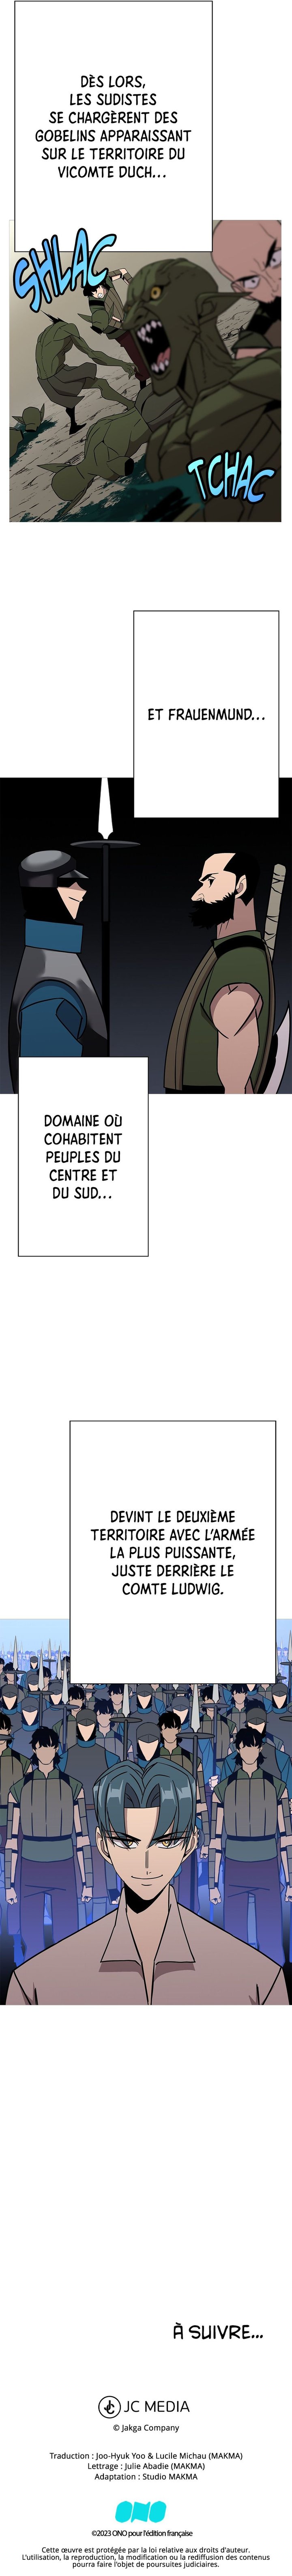 DÈS LORS,
LES SUDISTES
SE CHARGÈRENT DES
GOBELINS APPARAISSANT
SUR LE TERRITOIRE DU
VICOMTE DUCH...
SHLAC
TCHAC
ET FRAUENMUND...
DOMAINE OÙ
COHABITENT
PEUPLES DU
CENTRE ET
DU SUD...
DEVINT LE DEUXIÈME
TERRITOIRE AVEC L'ARMÉE
LA PLUS PUISSANTE,
JUSTE DERRIÈRE LE
COMTE LUDWIG.
À SUIVRE...
JC JC MEDIA
© Jakga Company
Traduction : Joo-Hyuk Yoo & Lucile Michau (MAKMA)
Lettrage : Julie Abadie (MAKMA)
Adaptation : Studio MAKMA
ONO
©2023 ONO pour l'édition française
Cette œuvre est protégée par la loi relative aux droits d'auteur.
L'utilisation, la reproduction, la modification ou la rediffusion des contenus
pourra faire l'objet de poursuites judiciaires.